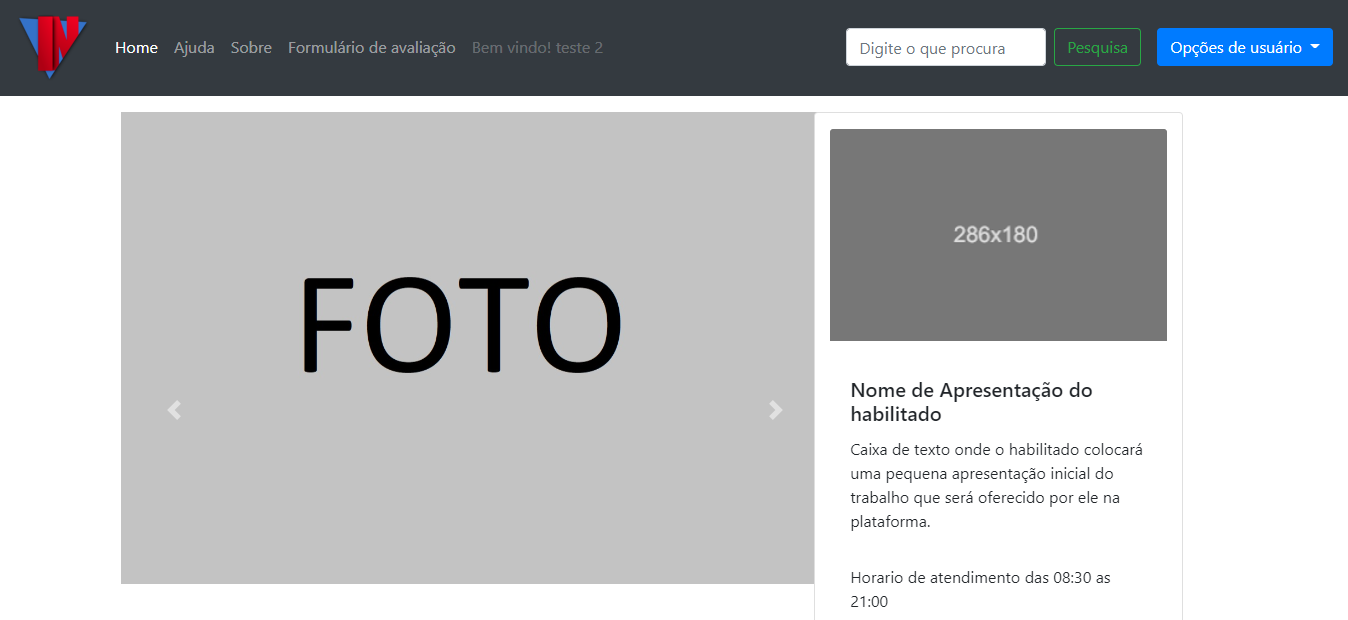 Home Ajuda Sobre Formulário de avaliação Bem vindo! teste 2 Digite o que procura Pesquisa Opções de usuário
FOTO
286x180
Nome de Apresentação do
habilitado
Caixa de texto onde o habilitado colocará
uma pequena apresentação inicial do
trabalho que será oferecido por ele na
plataforma.
Horario de atendimento das 08:30 as
21:00